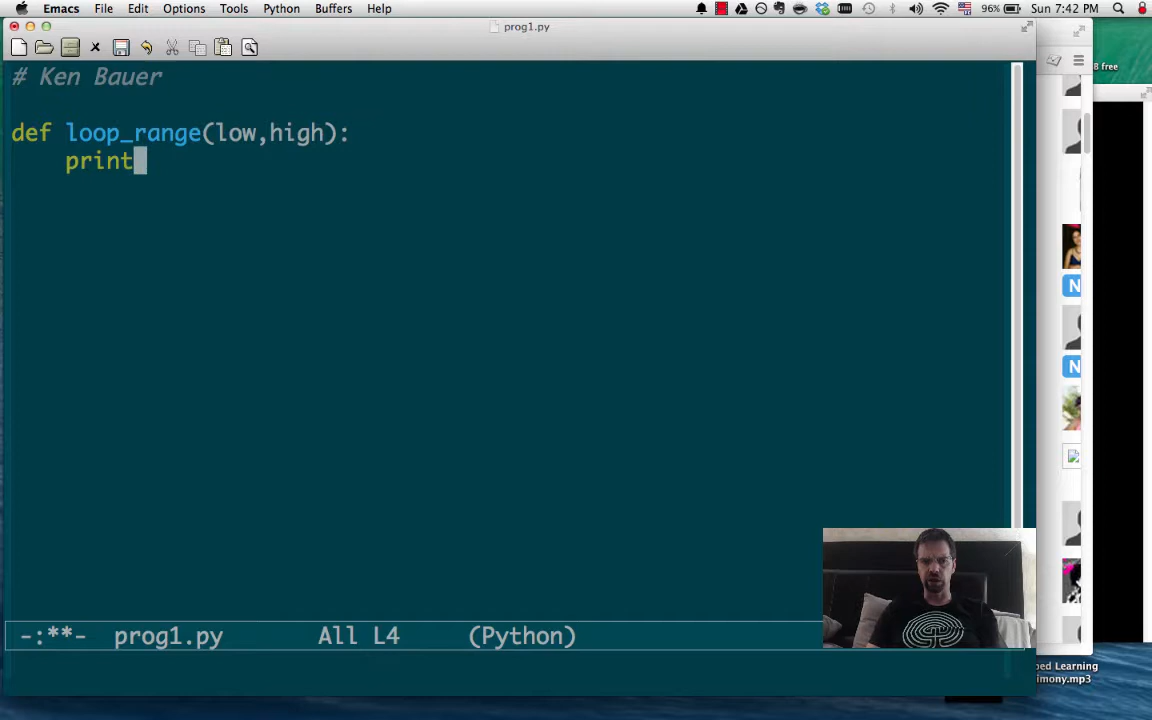 Emacs File Edit Options Tools Python Buffers Help 96% Sun 7:42 PM
prog1.py
# Ken Bauer
def loop_range(low,high):
    print
-:**- prog1.py All L4 (Python)
8 free
N
N
ped Learning
imony.mp3